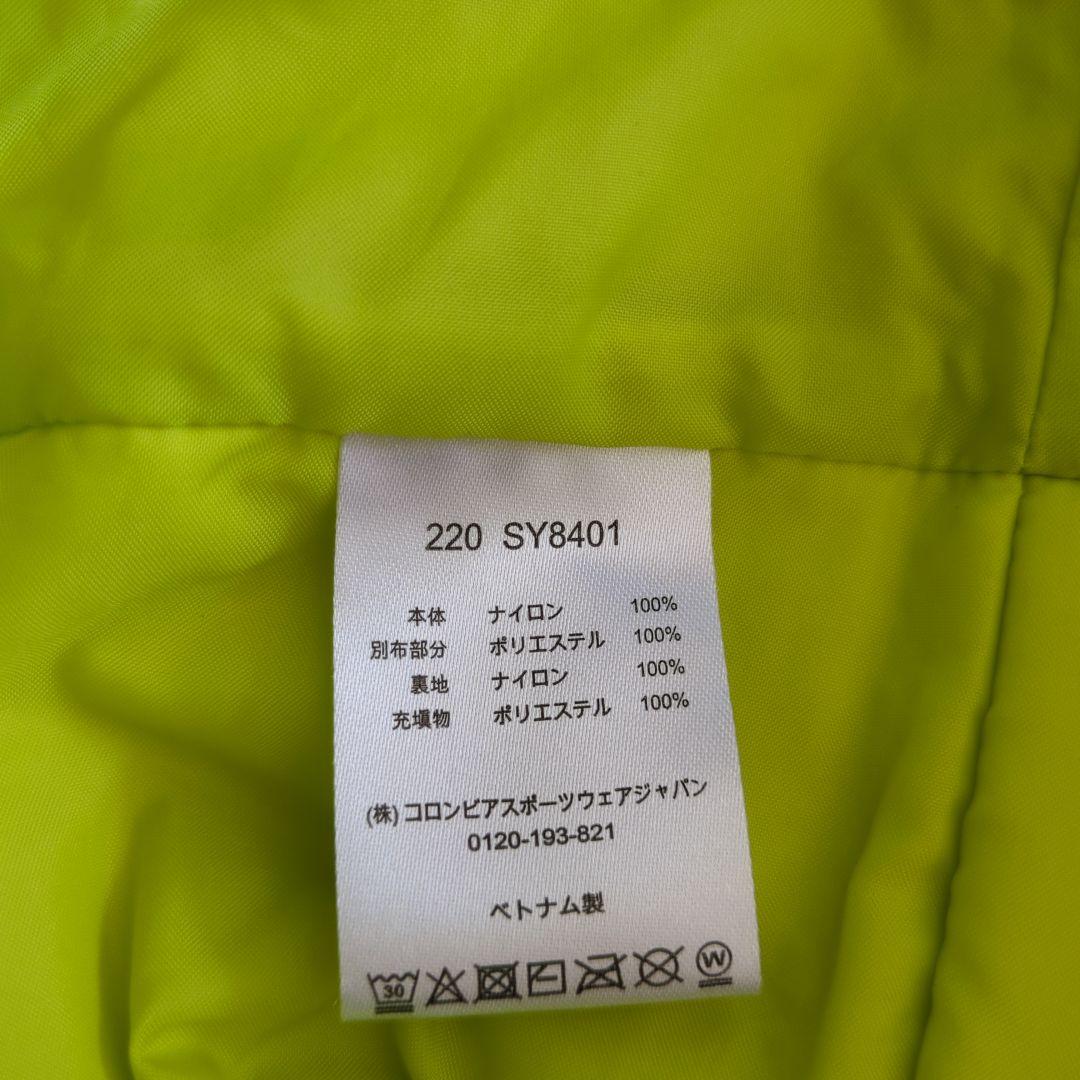 220 SY8401
本体 ナイロン 100%
別布部分 ポリエステル 100%
裏地 ナイロン 100%
充填物 ポリエステル 100%
(株)コロンビアスポーツウェアジャパン
0120-193-821
ベトナム製
30 W